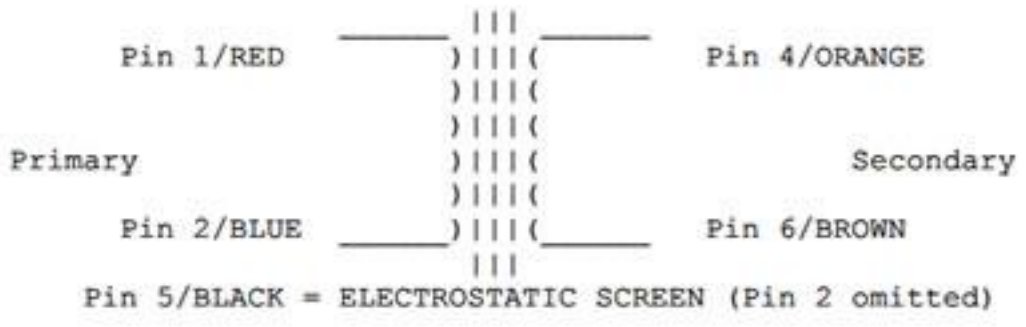 Pin 1/RED Pin 4/ORANGE
Primary Secondary
Pin 2/BLUE Pin 6/BROWN
Pin 5/BLACK = ELECTROSTATIC SCREEN (Pin 2 omitted)